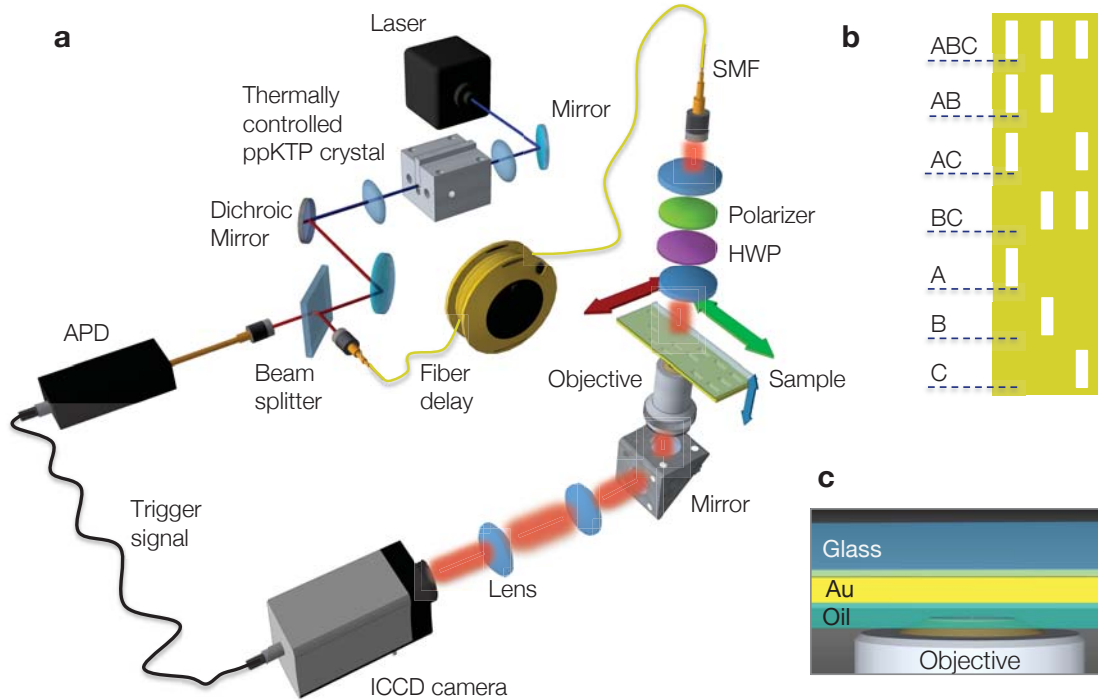 a
Laser
Thermally
controlled
ppKTP crystal
Mirror
SMF
Dichroic
Mirror
Polarizer
HWP
APD
Beam
splitter
Fiber
delay
Objective
Sample
Trigger
signal
Mirror
Lens
ICCD camera
b
ABC
AB
AC
BC
A
B
C
c
Glass
Au
Oil
Objective